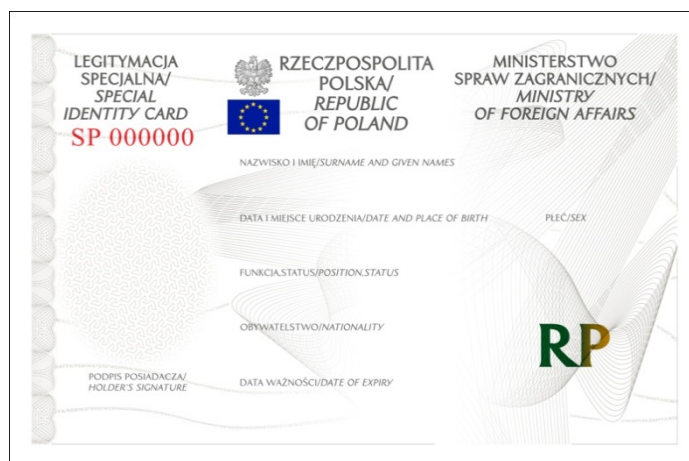 LEGITYMACJA
SPECJALNA/
SPECIAL
IDENTITY CARD
SP 000000
RZECZPOSPOLITA
POLSKA/
REPUBLIC
OF POLAND
MINISTERSTWO
SPRAW ZAGRANICZNYCH/
MINISTRY
OF FOREIGN AFFAIRS
NAZWISKO I IMIĘ/SURNAME AND GIVEN NAMES
DATA I MIEJSCE URODZENIA/DATE AND PLACE OF BIRTH
PŁEĆ/SEX
FUNKCJA,STATUS/POSITION,STATUS
OBYWATELSTWO/NATIONALITY
RP
PODPIS POSIADACZA/
HOLDER'S SIGNATURE
DATA WAŻNOŚCI/DATE OF EXPIRY